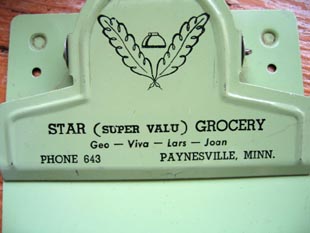 STAR (SUPER VALU) GROCERY
Geo — Viva — Lars — Joan
PHONE 643 PAYNESVILLE, MINN.